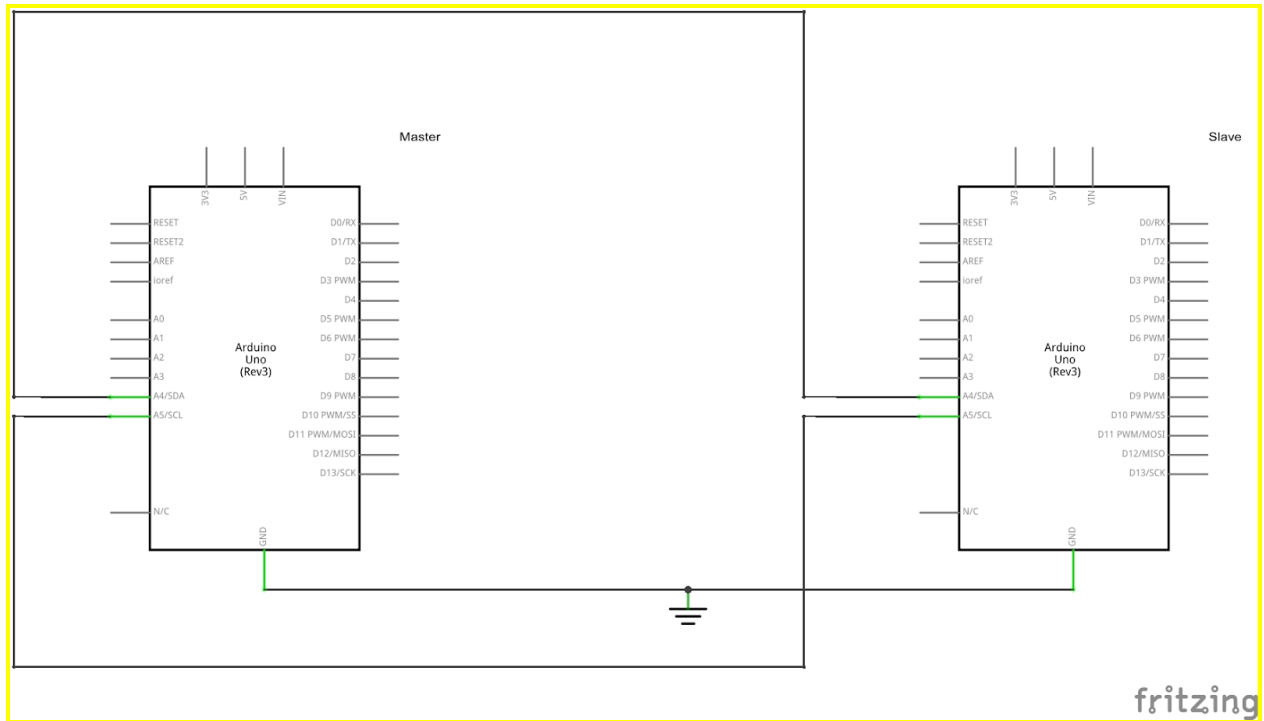 Master
Slave
3V3
5V
VIN
RESET
RESET2
AREF
ioref
A0
A1
A2
A3
A4/SDA
A5/SCL
N/C
Arduino
Uno
(Rev3)
D0/RX
D1/TX
D2
D3 PWM
D4
D5 PWM
D6 PWM
D7
D8
D9 PWM
D10 PWM/SS
D11 PWM/MOSI
D12/MISO
D13/SCK
GND
3V3
5V
VIN
RESET
RESET2
AREF
ioref
A0
A1
A2
A3
A4/SDA
A5/SCL
N/C
Arduino
Uno
(Rev3)
D0/RX
D1/TX
D2
D3 PWM
D4
D5 PWM
D6 PWM
D7
D8
D9 PWM
D10 PWM/SS
D11 PWM/MOSI
D12/MISO
D13/SCK
GND
fritzing